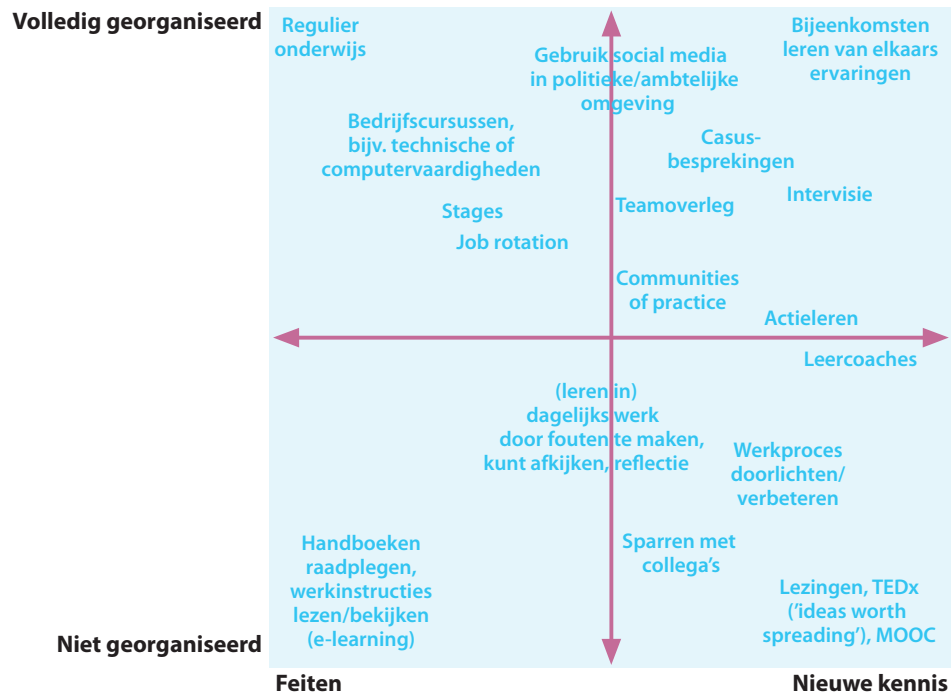 Volledig georganiseerd
Regulier
onderwijs
Gebruik social media
in politieke/ambtelijke
omgeving
Bijeenkomsten
leren van elkaars
ervaringen
Bedrijfscursussen,
bijv. technische of
computervaardigheden
Casus-
besprekingen
Stages
Teamoverleg
Intervisie
Job rotation
Communities
of practice
Actieleren
Leercoaches
(leren in)
dagelijks werk
door fouten te maken,
kunt afkijken, reflectie
Werkproces
doorlichten/
verbeteren
Handboeken
raadplegen,
werkinstructies
lezen/bekijken
(e-learning)
Sparren met
collega’s
Lezingen, TEDx
(’ideas worth
spreading’), MOOC
Niet georganiseerd
Feiten
Nieuwe kennis